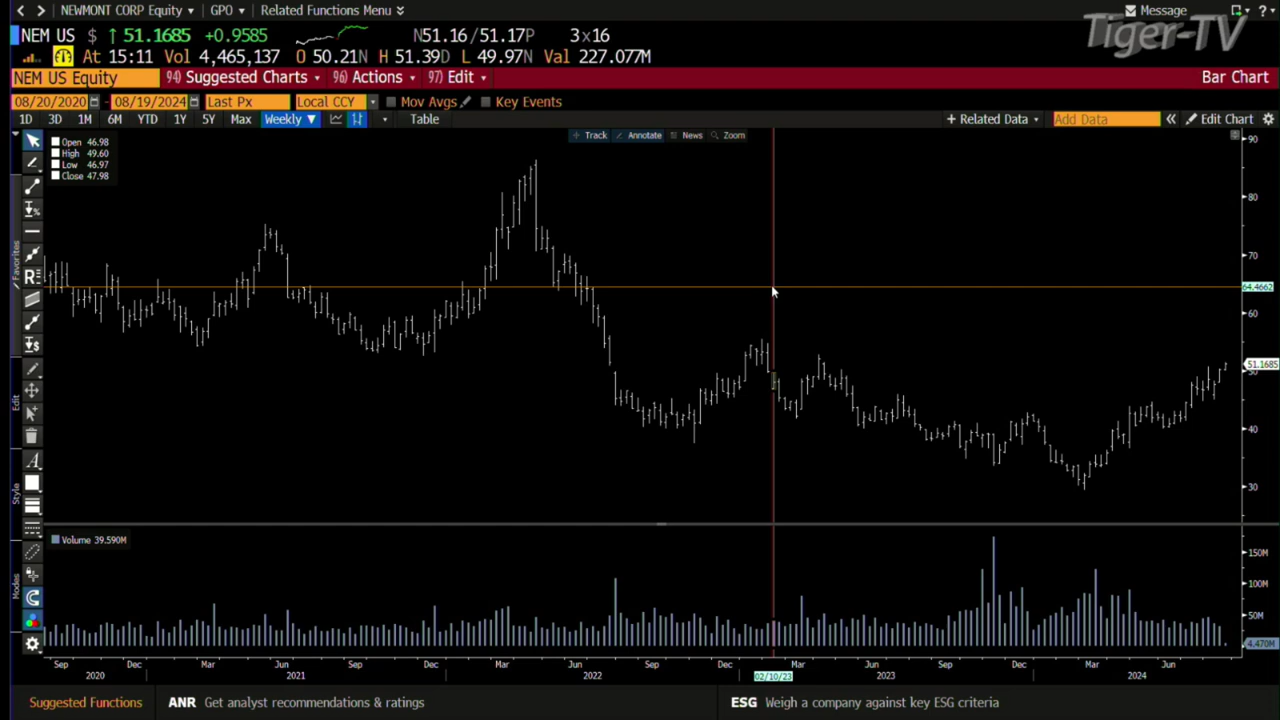 NEWMONT CORP Equity GPO Related Functions Menu Message ?
Tiger-TV
NEM US $ 51.1685 +0.9585 N51.16/51.17P 3x16
At 15:11 Vol 4,465,137 O 50.21N H 51.39D L 49.97N Val 227.077M
NEM US Equity 94) Suggested Charts 96) Actions 97) Edit Bar Chart
08/20/2020 - 08/19/2024 Last Px Local CCY Mov Avgs Key Events
1D 3D 1M 6M YTD 1Y 5Y Max Weekly ▼ Table + Related Data Add Data « Edit Chart
Track Annotate News Zoom
Open 46.98
High 49.60
Low 46.97
Close 47.98
90
80
70
64.4662
60
51.1685
50
40
30
Favorites
Edit
Style
Modes
Volume 39.590M
150M
100M
50M
4.470M
Sep Dec Mar Jun Sep Dec Mar Jun Sep Dec Mar Jun Sep Dec Mar Jun
2020 2021 2022 02/10/23 2023 2024
Suggested Functions ANR Get analyst recommendations & ratings ESG Weigh a company against key ESG criteria